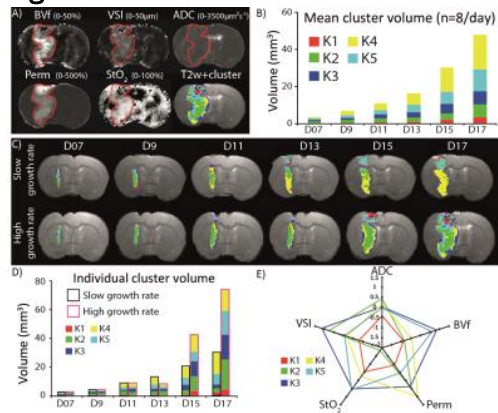 A) BVf (0-50%) VSI (0-50μm) ADC (0-3500μm²s⁻¹)
Perm (0-500%) StO₂ (0-100%) T2w+cluster
B) Mean cluster volume (n=8/day)
Volume (mm³)
60
40
20
0
K1 K4
K2 K5
K3
D07 D9 D11 D13 D15 D17
C) D07 D9 D11 D13 D15 D17
Slow growth rate
High growth rate
D) Individual cluster volume
Volume (mm³)
80
60
40
20
0
Slow growth rate
High growth rate
K1 K4
K2 K5
K3
D07 D9 D11 D13 D15 D17
E) ADC
BVf
Perm
StO₂
VSI
K1 K4
K2 K5
K3